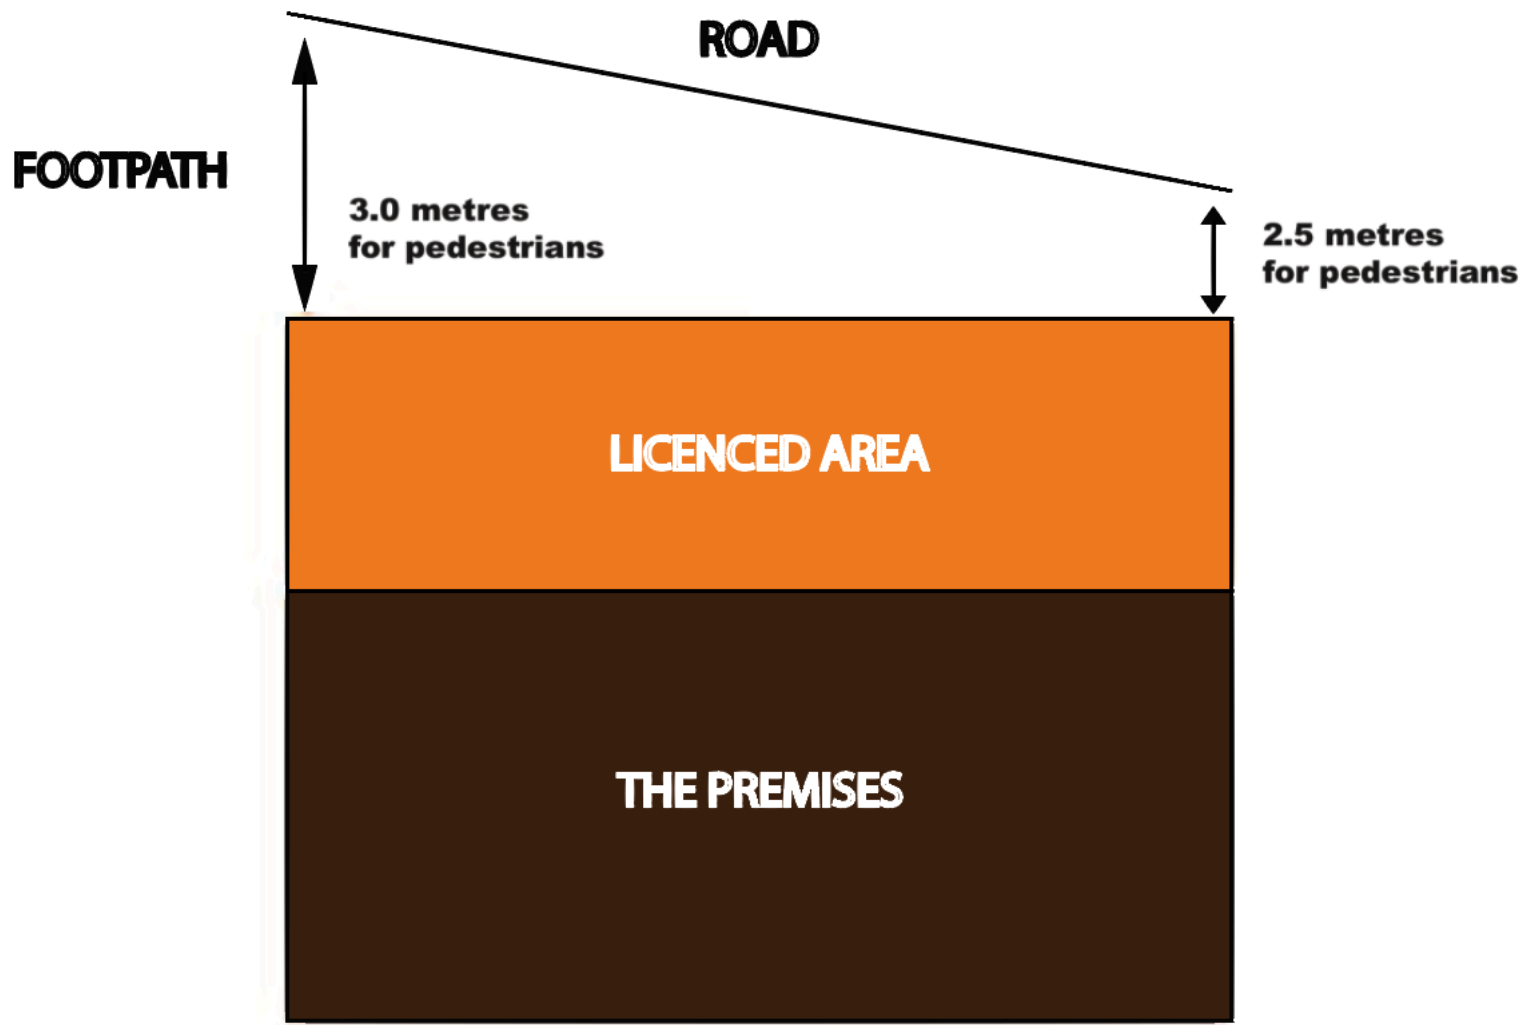 ROAD
FOOTPATH
3.0 metres
for pedestrians
2.5 metres
for pedestrians
LICENCED AREA
THE PREMISES